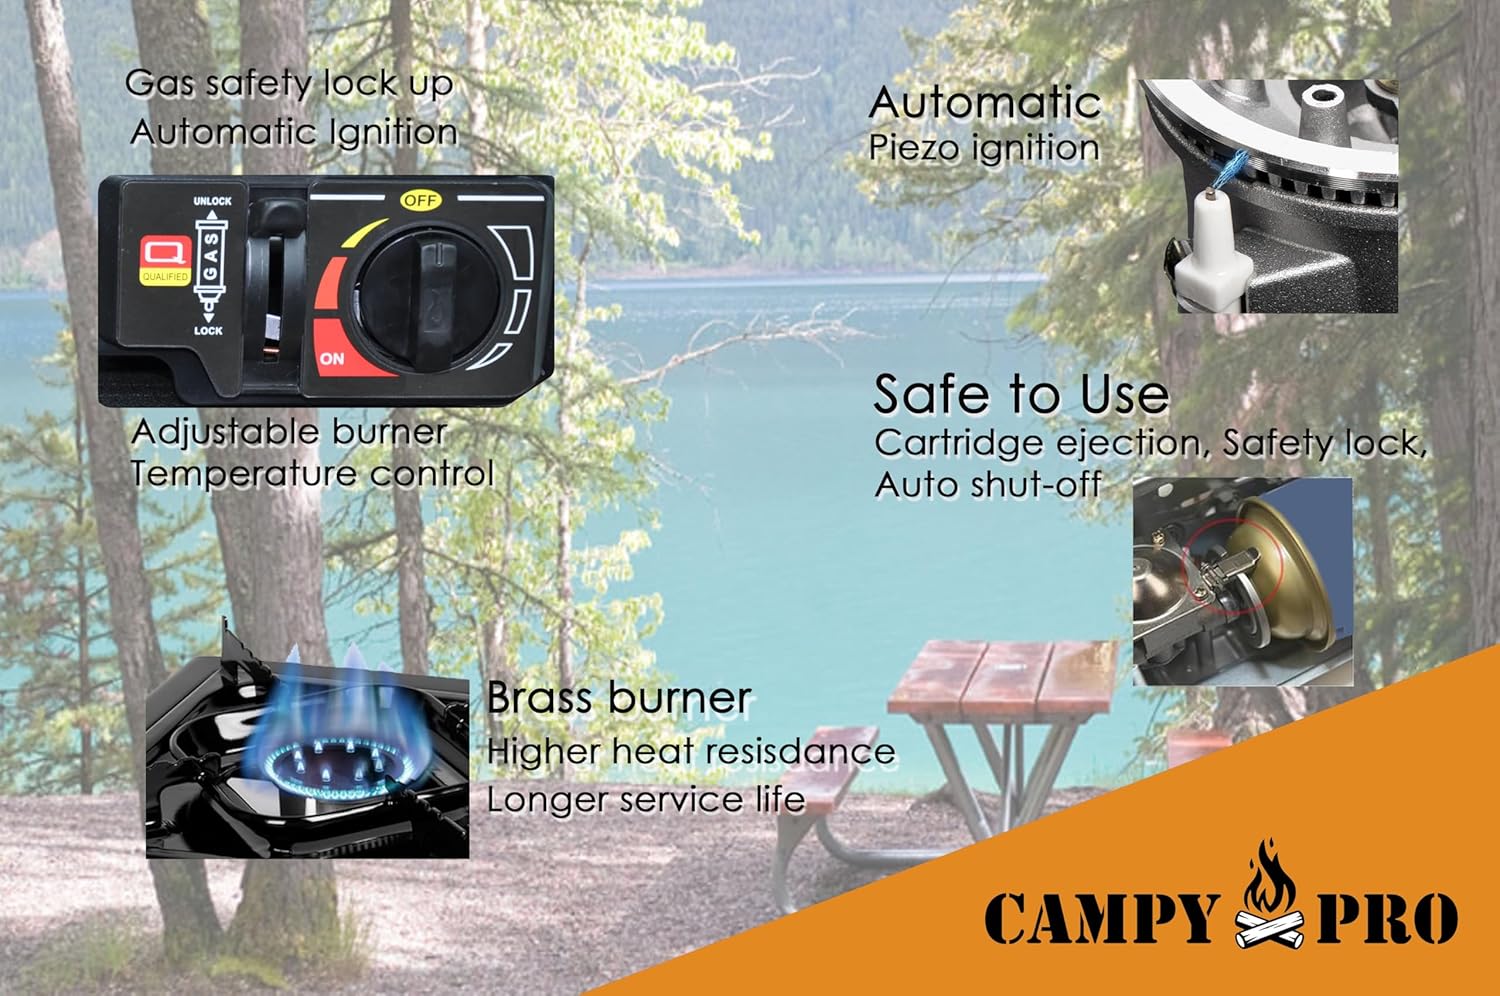 Gas safety lock up
Automatic Ignition
UNLOCK
Q
QUALIFIED
GAS
LOCK
OFF
ON
Adjustable burner
Temperature control
Automatic
Piezo ignition
Safe to Use
Cartridge ejection, Safety lock,
Auto shut-off
Brass burner
Higher heat resisdance
Longer service life
CAMPY PRO